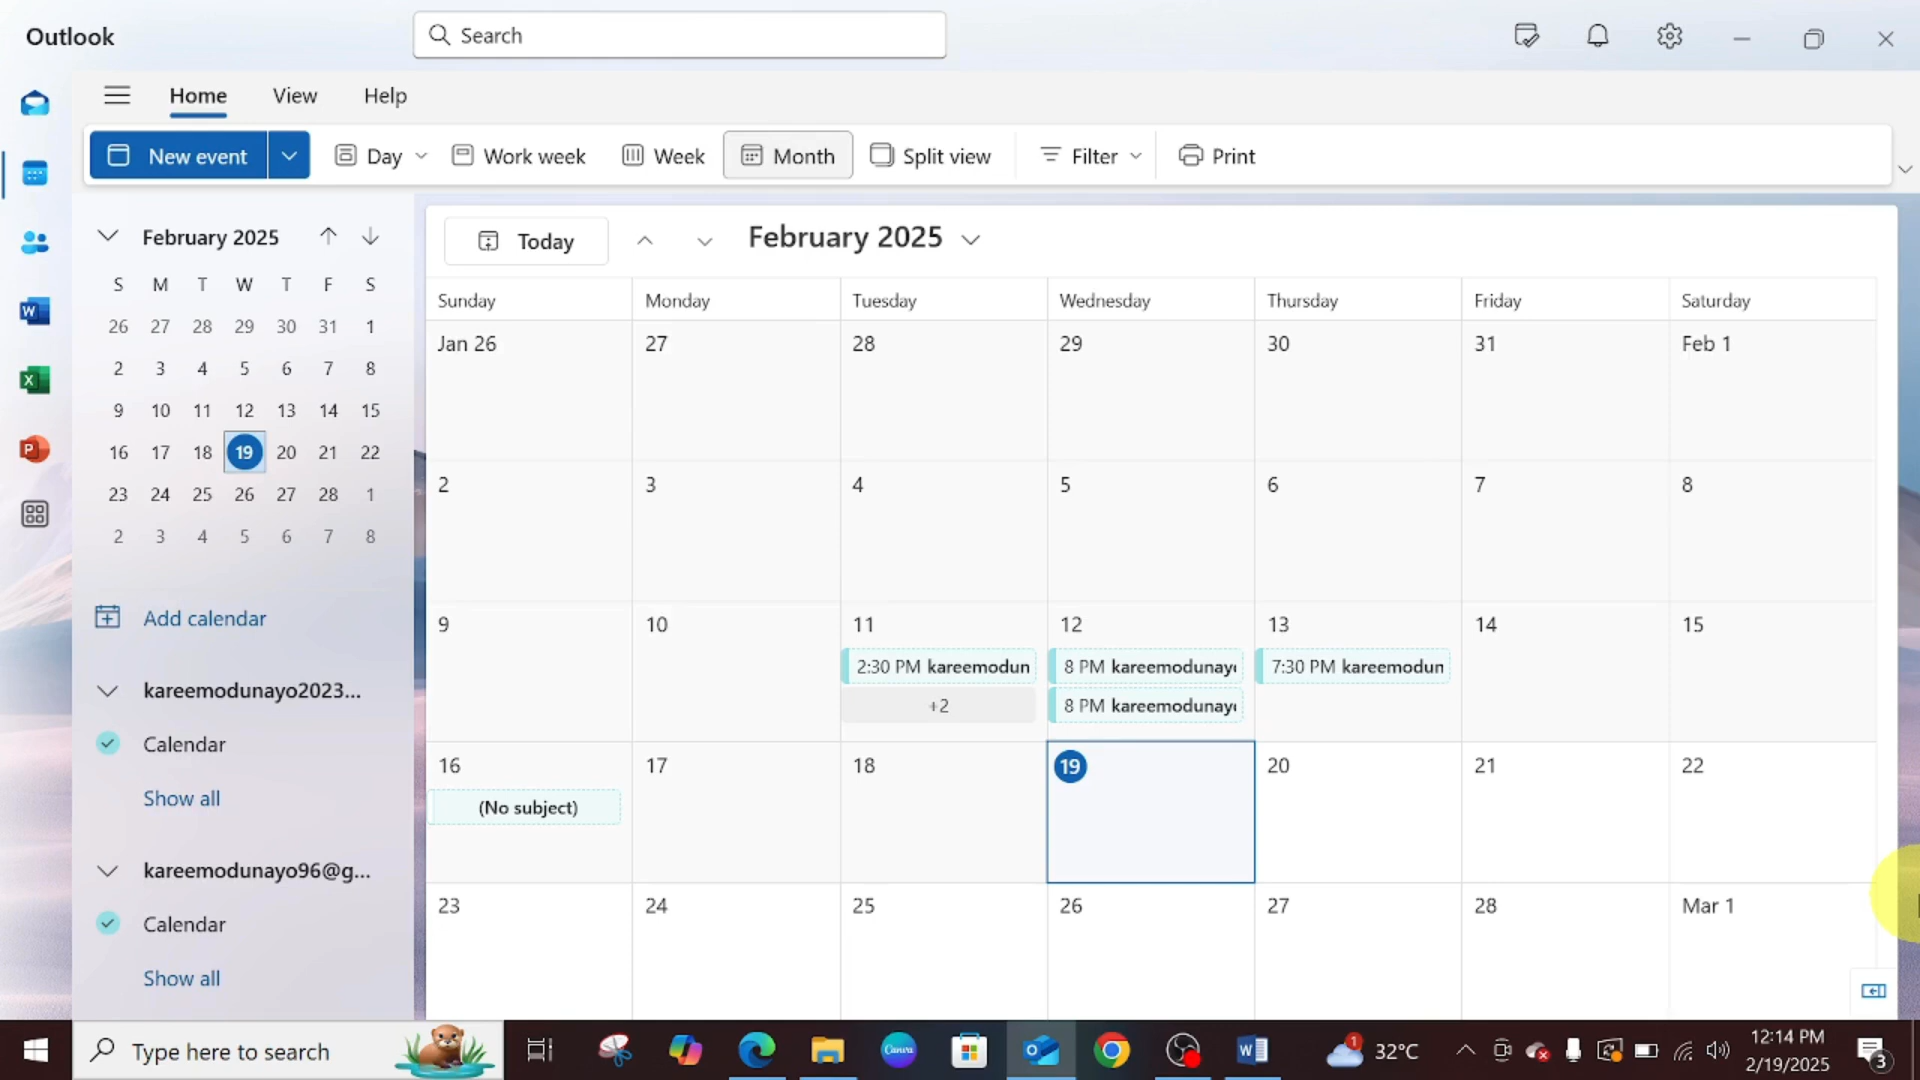 Outlook
Search
Home View Help
New event Day Work week Week Month Split view Filter Print
February 2025
S M T W T F S
26 27 28 29 30 31 1
2 3 4 5 6 7 8
9 10 11 12 13 14 15
16 17 18 19 20 21 22
23 24 25 26 27 28 1
2 3 4 5 6 7 8
Add calendar
kareemodunayo2023...
Calendar
Show all
kareemodunayo96@g...
Calendar
Show all
Today February 2025
Sunday Monday Tuesday Wednesday Thursday Friday Saturday
Jan 26 27 28 29 30 31 Feb 1
2 3 4 5 6 7 8
9 10 11 12 13 14 15
2:30 PM kareemodun 8 PM kareemodunay 7:30 PM kareemodun
+2 8 PM kareemodunay
16 17 18 19 20 21 22
(No subject)
23 24 25 26 27 28 Mar 1
Type here to search Canva 1 32°C 12:14 PM
2/19/2025 3